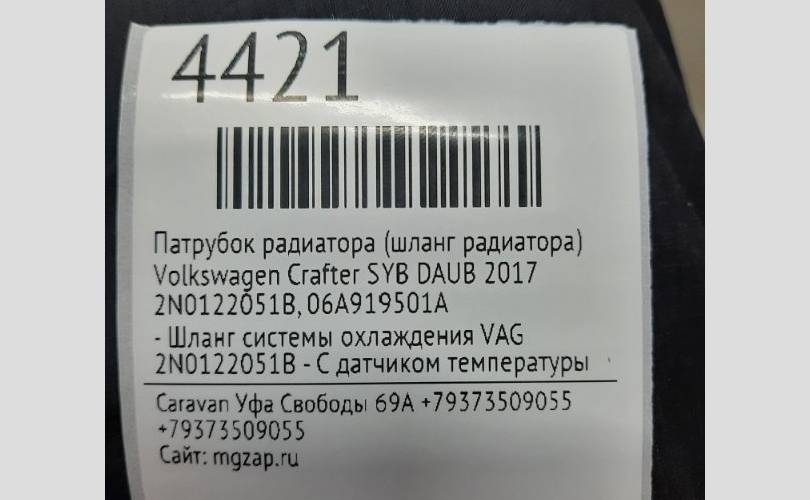 4421
Патрубок радиатора (шланг радиатора)
Volkswagen Crafter SYB DAUB 2017
2N0122051B, 06A919501A
- Шланг системы охлаждения VAG
2N0122051B - С датчиком температуры
Caravan Уфа Свободы 69А +79373509055
+79373509055
Сайт: mgzap.ru